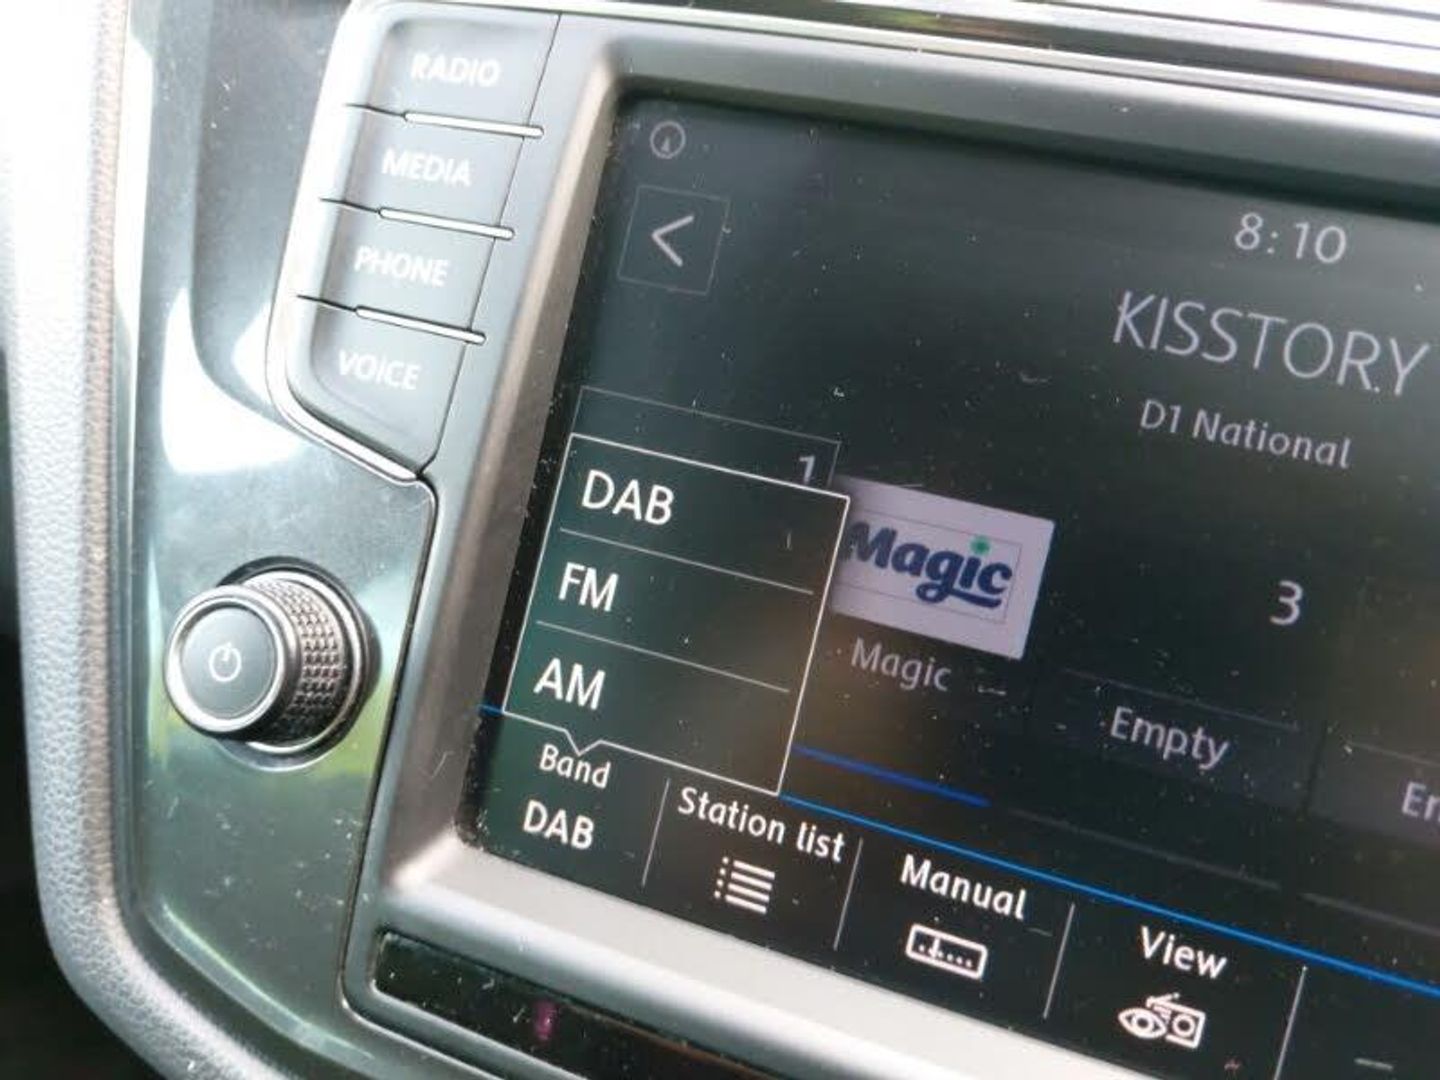 RADIO
MEDIA
PHONE
VOICE
8:10
KISSTORY
D1 National
1
DAB
FM
AM
Magic
Magic
3
Empty
Band
DAB
Station list
Manual
View